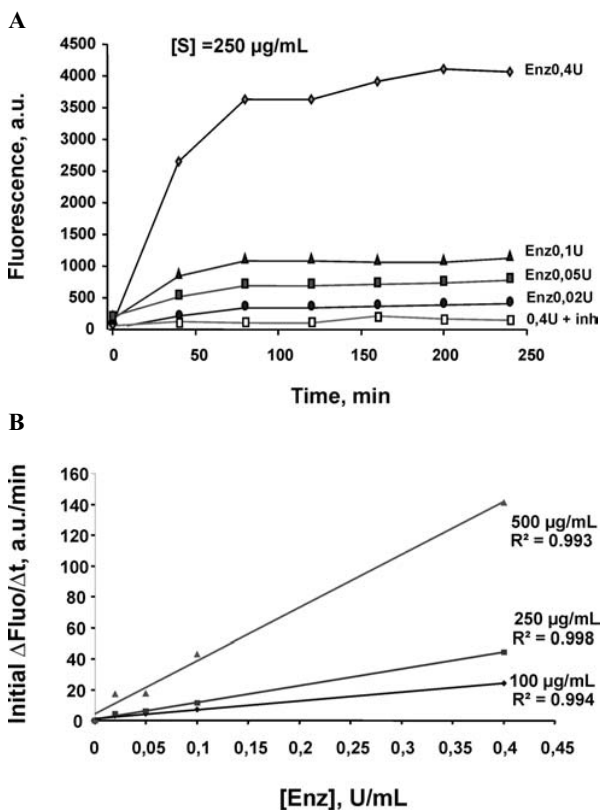 A
[S] =250 µg/mL
Fluorescence, a.u.
4500
4000
3500
3000
2500
2000
1500
1000
500
0
Enz0,4U
Enz0,1U
Enz0,05U
Enz0,02U
0,4U + inh
0 50 100 150 200 250
Time, min
B
Initial ΔFluo/Δt, a.u./min
160
140
120
100
80
60
40
20
0
500 µg/mL
R² = 0.993
250 µg/mL
R² = 0.998
100 µg/mL
R² = 0.994
0 0,05 0,1 0,15 0,2 0,25 0,3 0,35 0,4 0,45
[Enz], U/mL